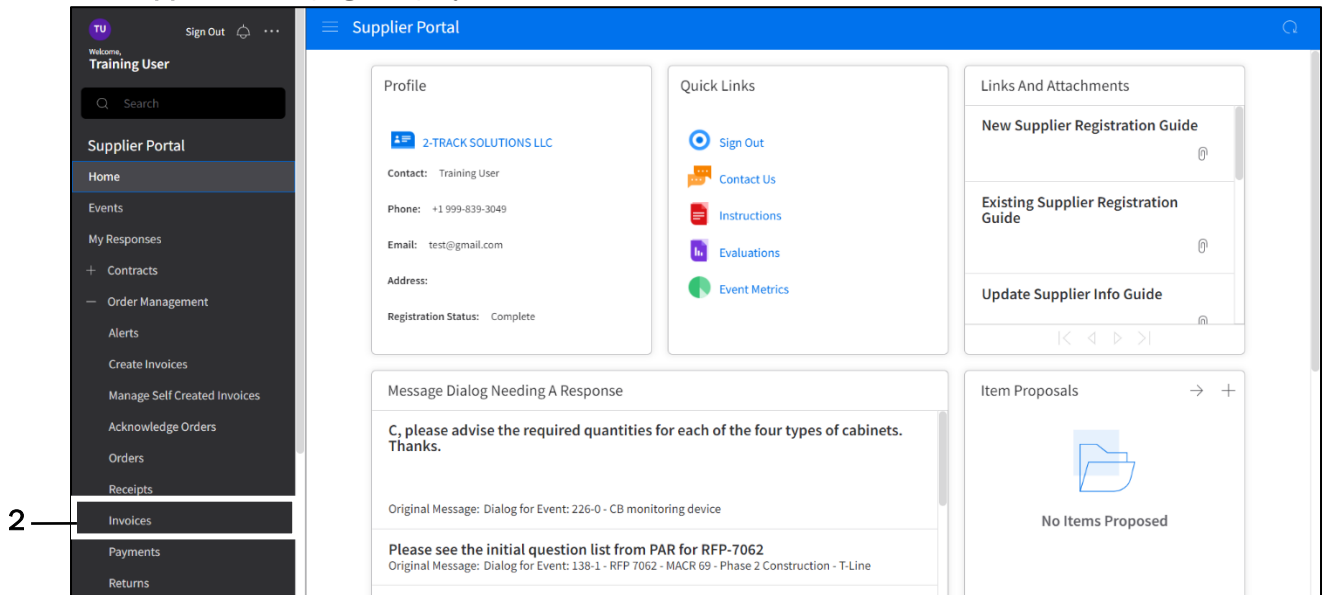 TU
Sign Out
Welcome,
Training User
Search
Supplier Portal
Home
Events
My Responses
+ Contracts
− Order Management
Alerts
Create Invoices
Manage Self Created Invoices
Acknowledge Orders
Orders
Receipts
2
Invoices
Payments
Returns
Supplier Portal
Profile
2-TRACK SOLUTIONS LLC
Contact: Training User
Phone: +1 999-839-3049
Email: test@gmail.com
Address:
Registration Status: Complete
Quick Links
Sign Out
Contact Us
Instructions
Evaluations
Event Metrics
Links And Attachments
New Supplier Registration Guide
Existing Supplier Registration
Guide
Update Supplier Info Guide
Message Dialog Needing A Response
C, please advise the required quantities for each of the four types of cabinets.
Thanks.
Original Message: Dialog for Event: 226-0 - CB monitoring device
Please see the initial question list from PAR for RFP-7062
Original Message: Dialog for Event: 138-1 - RFP 7062 - MACR 69 - Phase 2 Construction - T-Line
Item Proposals
No Items Proposed